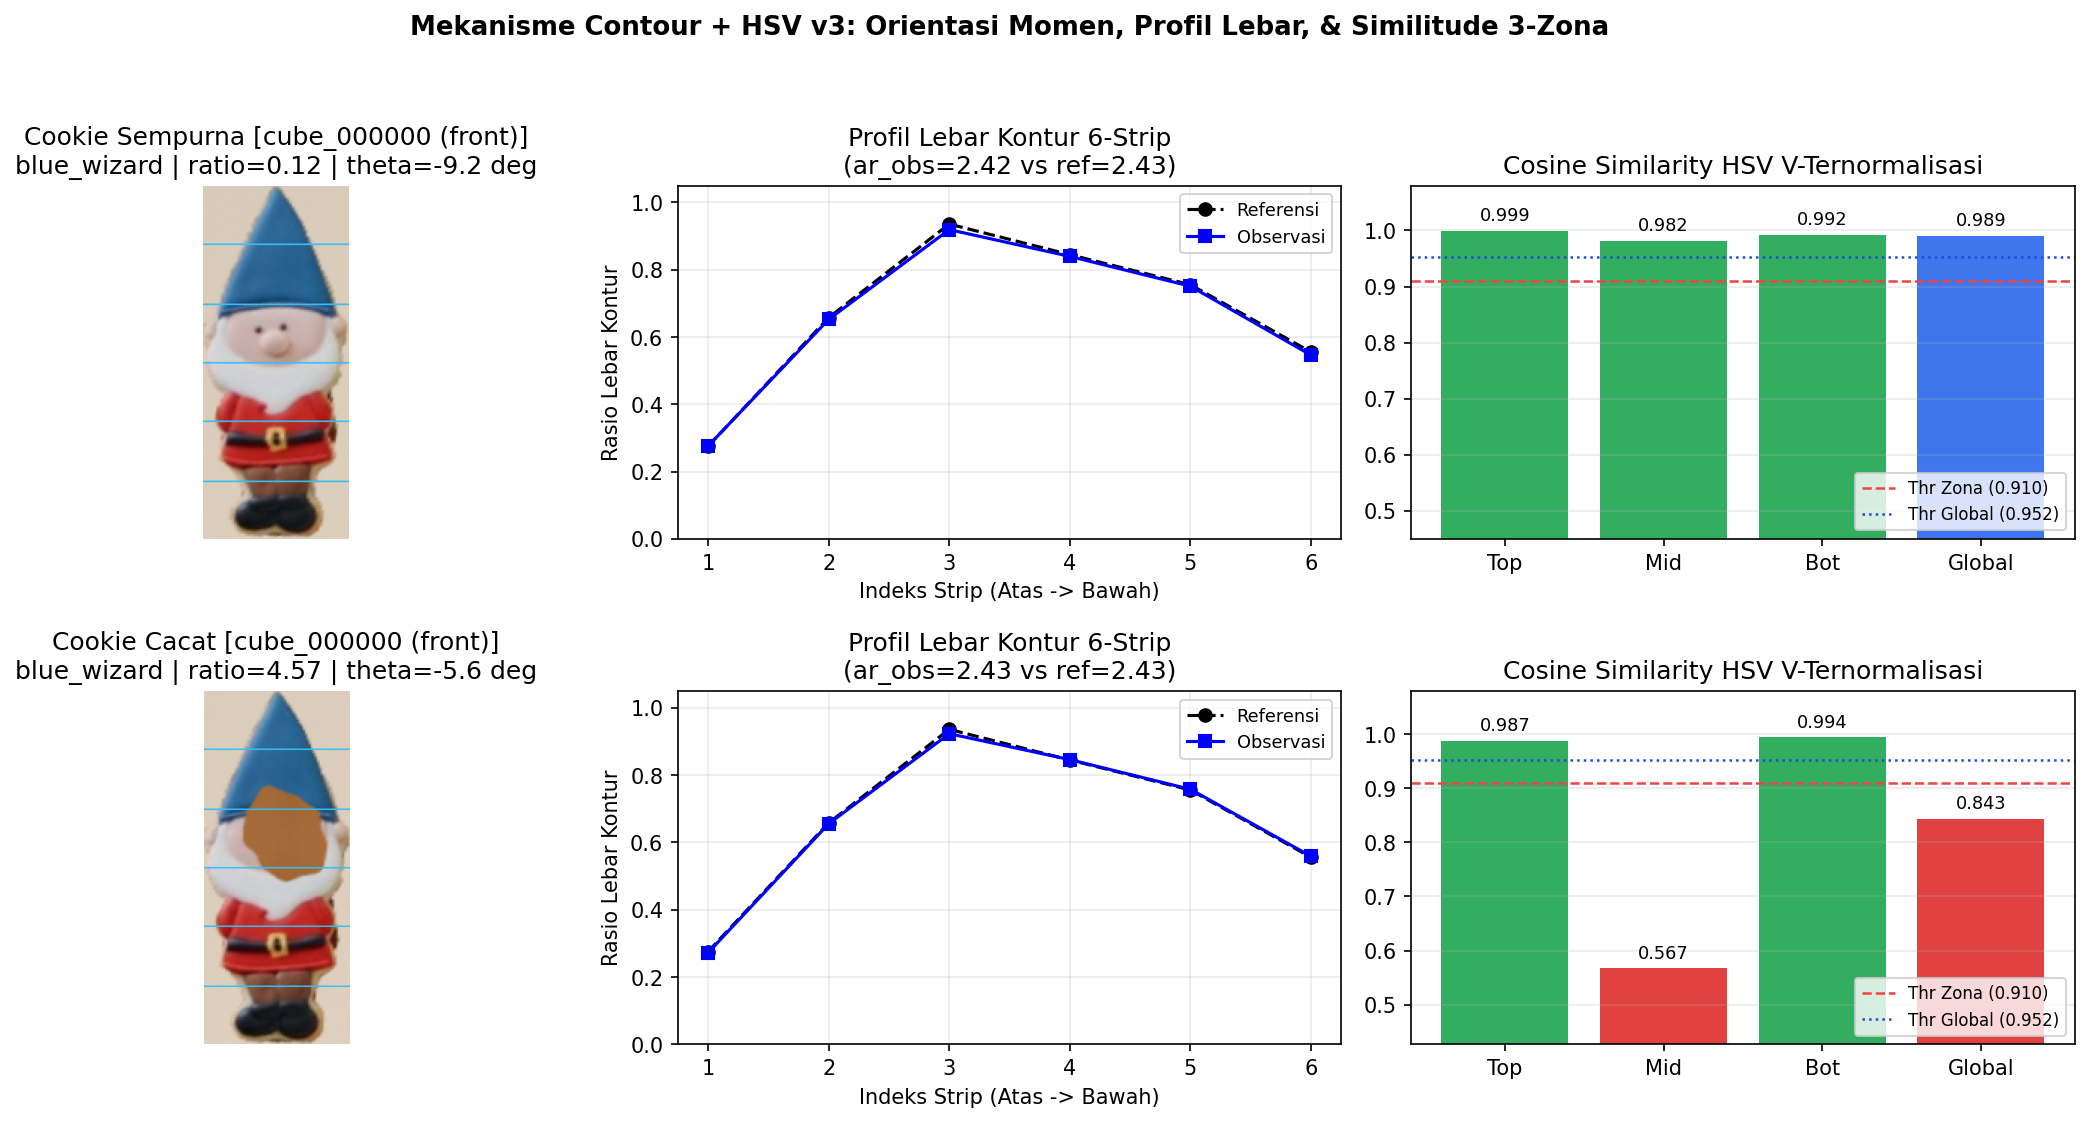 Mekanisme Contour + HSV v3: Orientasi Momen, Profil Lebar, & Similitude 3-Zona
Cookie Sempurna [cube_000000 (front)]
blue_wizard | ratio=0.12 | theta=-9.2 deg
Profil Lebar Kontur 6-Strip
(ar_obs=2.42 vs ref=2.43)
Rasio Lebar Kontur
1.0
0.8
0.6
0.4
0.2
0.0
Referensi
Observasi
1 2 3 4 5 6
Indeks Strip (Atas -> Bawah)
Cosine Similarity HSV V-Ternormalisasi
1.0
0.9
0.8
0.7
0.6
0.5
0.999 0.982 0.992 0.989
Thr Zona (0.910)
Thr Global (0.952)
Top Mid Bot Global
Cookie Cacat [cube_000000 (front)]
blue_wizard | ratio=4.57 | theta=-5.6 deg
Profil Lebar Kontur 6-Strip
(ar_obs=2.43 vs ref=2.43)
Rasio Lebar Kontur
1.0
0.8
0.6
0.4
0.2
0.0
Referensi
Observasi
1 2 3 4 5 6
Indeks Strip (Atas -> Bawah)
Cosine Similarity HSV V-Ternormalisasi
1.0
0.9
0.8
0.7
0.6
0.5
0.987 0.567 0.994 0.843
Thr Zona (0.910)
Thr Global (0.952)
Top Mid Bot Global